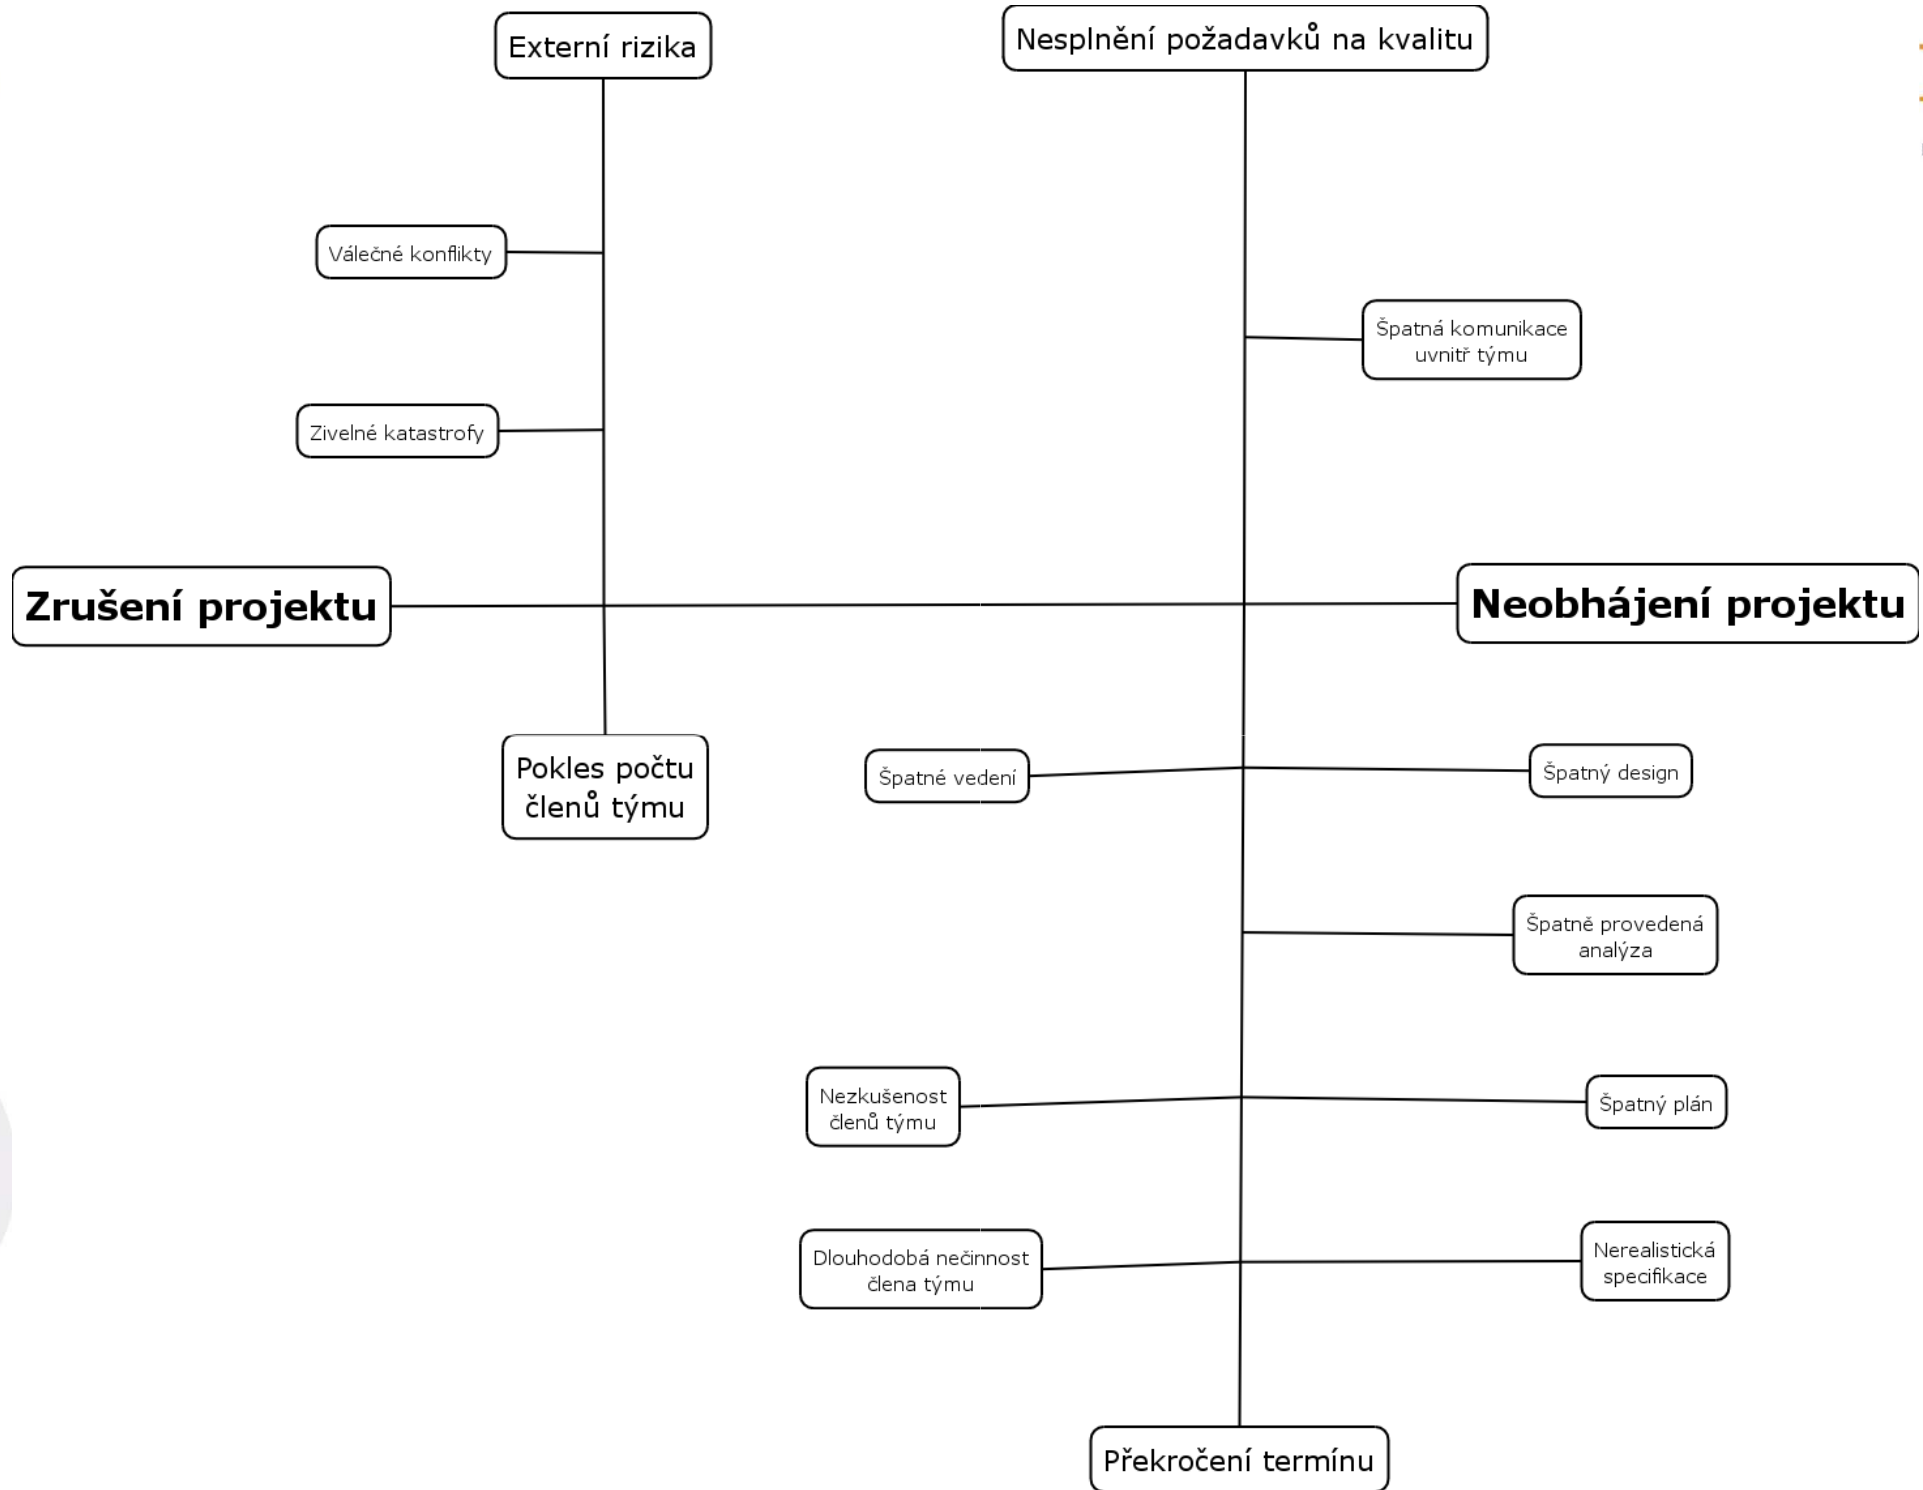 Externí rizika
Nesplnění požadavků na kvalitu
Válečné konflikty
Špatná komunikace
uvnitř týmu
Zivelné katastrofy
Zrušení projektu
Neobhájení projektu
Pokles počtu
členů týmu
Špatné vedení
Špatný design
Špatně provedená
analýza
Nezkušenost
členů týmu
Špatný plán
Dlouhodobá nečinnost
člena týmu
Nerealistická
specifikace
Překročení termínu